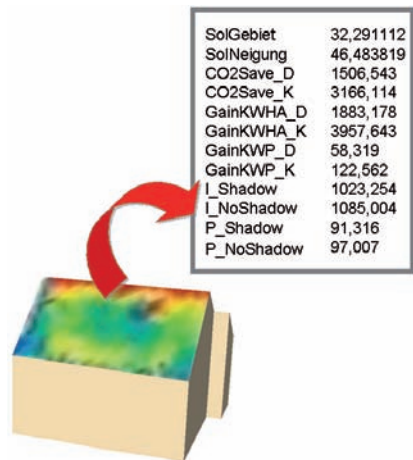 SolGebiet 32,291112
SolNeigung 46,483819
CO2Save_D 1506,543
CO2Save_K 3166,114
GainKWHA_D 1883,178
GainKWHA_K 3957,643
GainKWP_D 58,319
GainKWP_K 122,562
I_Shadow 1023,254
I_NoShadow 1085,004
P_Shadow 91,316
P_NoShadow 97,007